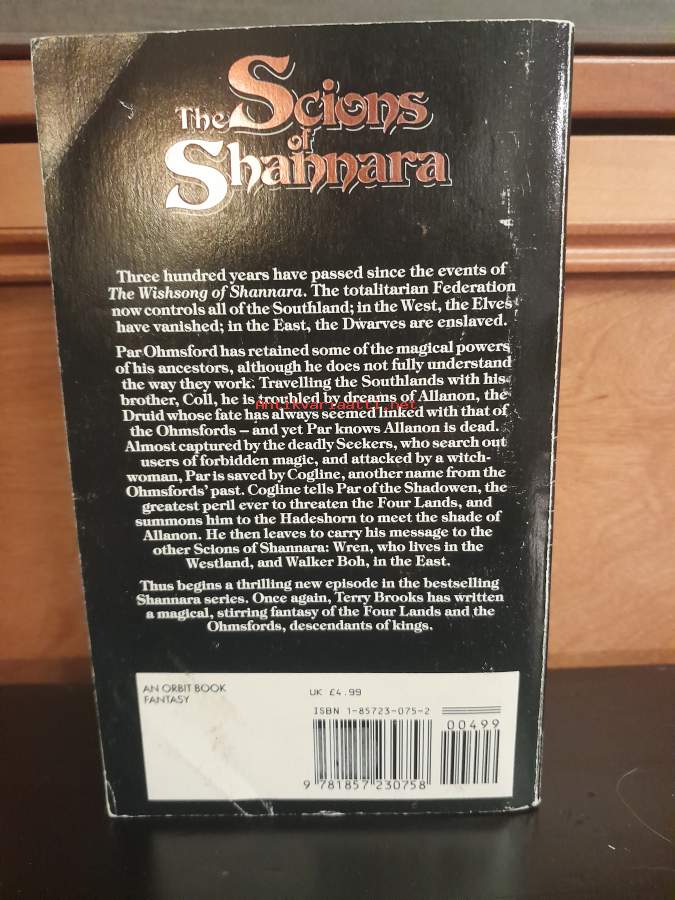 The Scions
of
Shannara
Three hundred years have passed since the events of
The Wishsong of Shannara. The totalitarian Federation
now controls all of the Southland; in the West, the Elves
have vanished; in the East, the Dwarves are enslaved.
Par Ohmsford has retained some of the magical powers
of his ancestors, although he does not fully understand
the way they work. Travelling the Southlands with his
brother, Coll, he is troubled by dreams of Allanon, the
Antikvariaatti.net
Druid whose fate has always seemed linked with that of
the Ohmsfords – and yet Par knows Allanon is dead.
Almost captured by the deadly Seekers, who search out
users of forbidden magic, and attacked by a witch-
woman, Par is saved by Cogline, another name from the
Ohmsfords' past. Cogline tells Par of the Shadowen, the
greatest peril ever to threaten the Four Lands, and
summons him to the Hadeshorn to meet the shade of
Allanon. He then leaves to carry his message to the
other Scions of Shannara: Wren, who lives in the
Westland, and Walker Boh, in the East.
Thus begins a thrilling new episode in the bestselling
Shannara series. Once again, Terry Brooks has written
a magical, stirring fantasy of the Four Lands and the
Ohmsfords, descendants of kings.
AN ORBIT BOOK
FANTASY
UK £4.99
ISBN 1-85723-075-2
00499
9 781857 230758